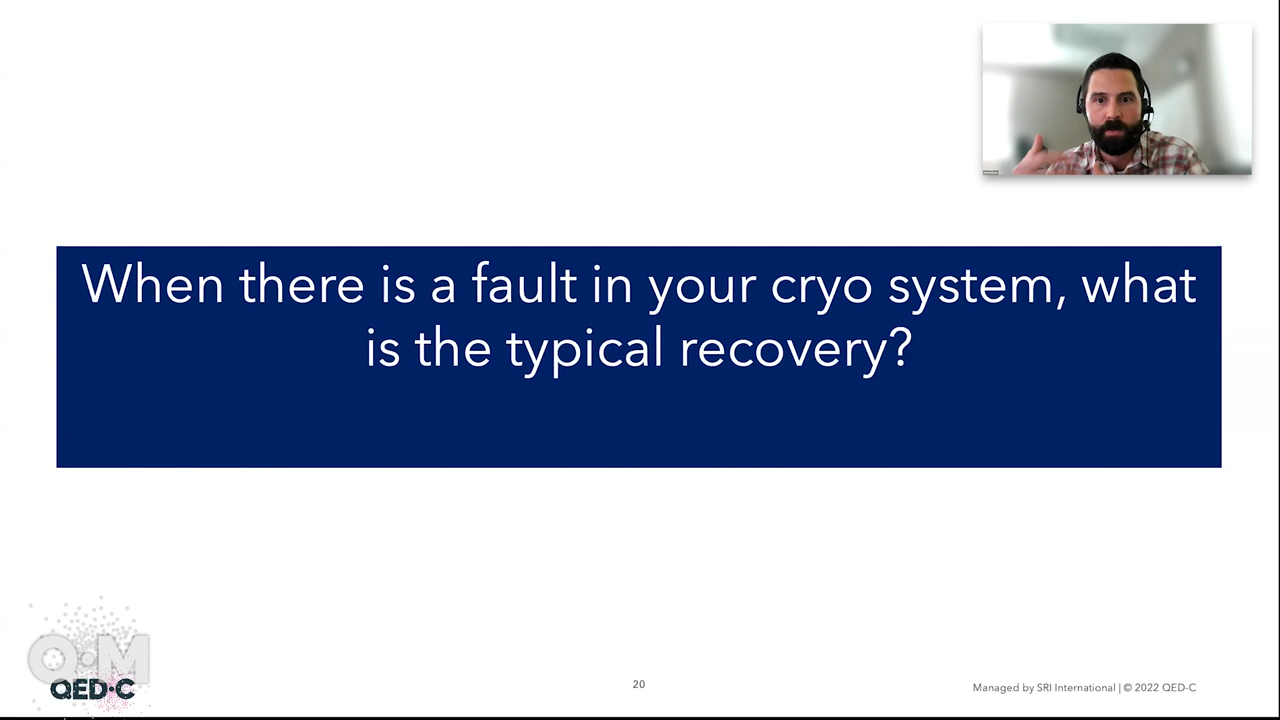 When there is a fault in your cryo system, what
is the typical recovery?
Q•M
QED•C
20
Managed by SRI International | © 2022 QED-C